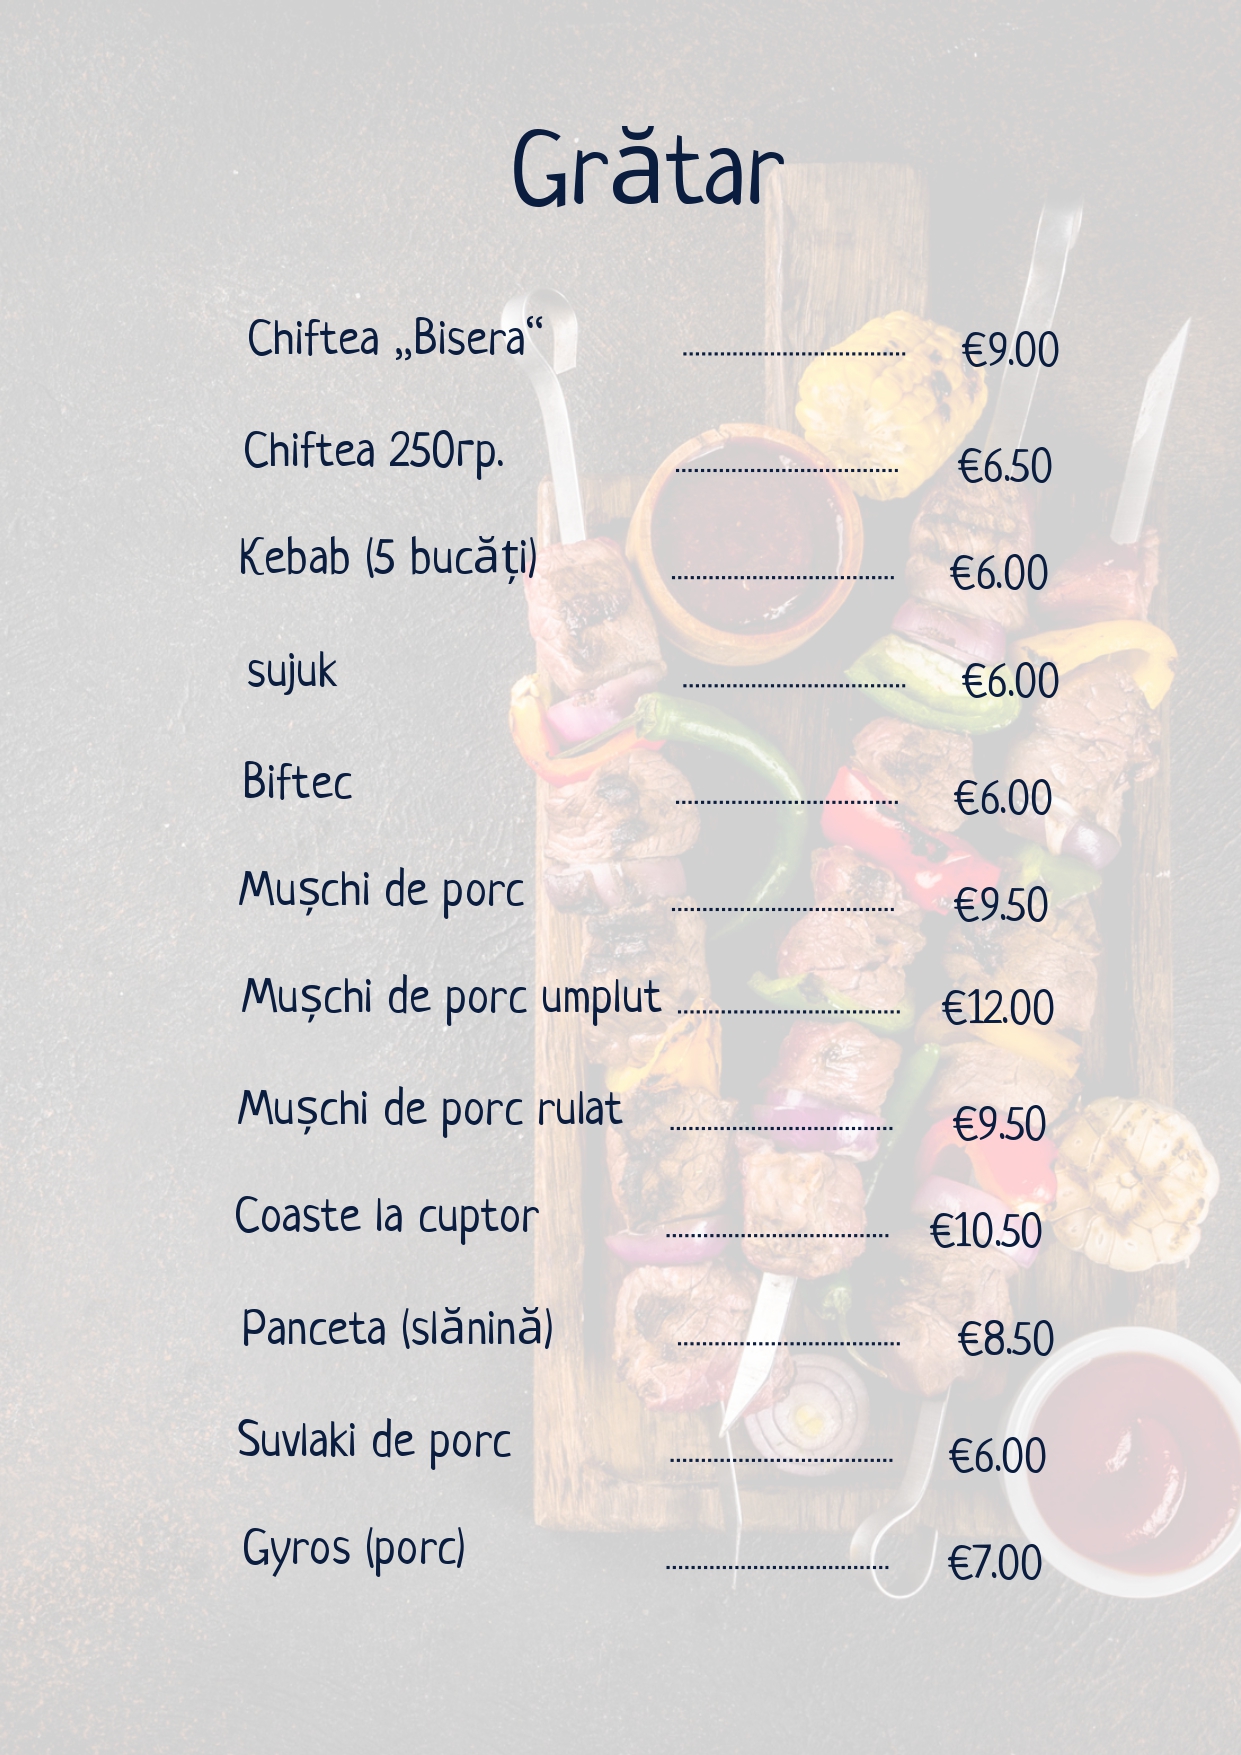 Grătar
Chiftea „Bisera“ ........................................ €9.00
Chiftea 250гр. ........................................ €6.50
Kebab (5 bucăți) ........................................ €6.00
sujuk ........................................ €6.00
Biftec ........................................ €6.00
Mușchi de porc ........................................ €9.50
Mușchi de porc umplut ........................................ €12.00
Mușchi de porc rulat ........................................ €9.50
Coaste la cuptor ........................................ €10.50
Panceta (slănină) ........................................ €8.50
Suvlaki de porc ........................................ €6.00
Gyros (porc) ........................................ €7.00